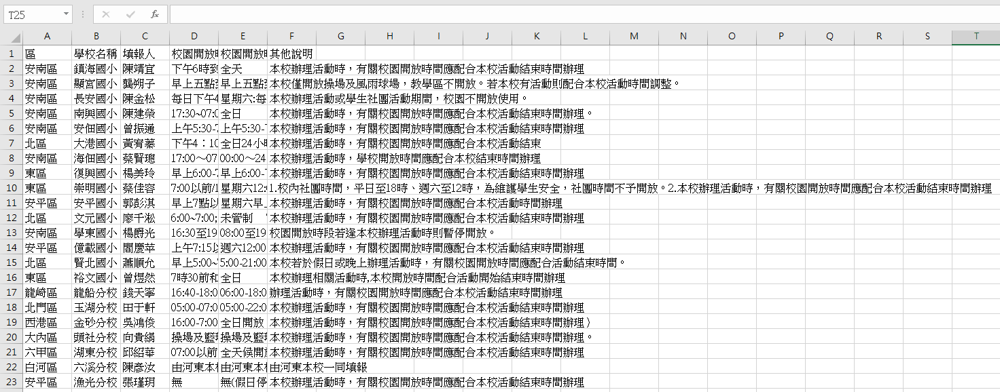 T25 fx
A B C D E F G H I J K L M N O P Q R S T
1 區 學校名稱 填報人 校園開放時 校園開放時 其他說明
2 安南區 鎮海國小 陳靖宜 下午6時到 全天 本校辦理活動時，有關校園開放時間應配合本校活動結束時間辦理
3 安南區 顯宮國小 龔朔子 早上五點至 早上五點至 本校僅開放操場及風雨球場，教學區不開放。若本校有活動則配合本校活動時間調整。
4 安南區 長安國小 陳金松 每日下午4 星期六:每 本校辦理活動或學生社團活動期間，校園不開放使用。
5 安南區 南興國小 陳建榮 17:30~07:0 全日 本校辦理活動時，有關校園開放時間應配合本校活動結束時間辦理。
6 安南區 安佃國小 曾振通 上午5:30-7 上午5:30- 本校辦理活動時，有關校園開放時間應配合本校活動結束時間辦理
7 北區 大港國小 黃宥蓁 下午4：10 全日24小時 本校辦理活動時，有關校園開放時間應配合本校活動結束
8 安南區 海佃國小 蔡賢璁 17:00～07 00:00～24 本校辦理活動時，學校開放時間應配合本校結束時間辦理
9 東區 復興國小 楊美玲 早上6:00-7 早上6:00- 本校辦理活動時，有關校園開放時間應配合本校活動結束時間辦理
10 東區 崇明國小 蔡佳容 7:00以前/1 星期六12:0 1.校內社團時間，平日至18時、週六至12時，為維護學生安全，社團時間不予開放。2.本校辦理活動時，有關校園開放時間應配合本校活動結束時間辦理
11 安平區 安平國小 郭彭淇 早上7點以 星期六早上 本校辦理活動時，有關校園開放時間應配合本校活動時間辦理
12 北區 文元國小 廖千淞 6:00~7:00; 未管制 本校辦理活動時，有關校園開放時間應配合本校活動結束時間辦理
13 安南區 學東國小 楊爵光 16:30至19 08:00至19 校園開放時段若逢本校辦理活動時則暫停開放。
14 安平區 億載國小 閻慶苹 上午7:15以 週六12:00 本校辦理活動時，有關校園開放時間應配合本校活動結束時間辦理
15 北區 賢北國小 蕭順允 早上5:00~ 5:00-21:00 本校若於假日或晚上辦理活動時，有關校園開放時間應配合活動結束時間。
16 東區 裕文國小 曾煜然 7時30前和 全日 本校辦理相關活動時,本校開放時間配合活動開始結束時間辦理
17 龍崎區 龍船分校 錢天寧 16:40-18:0 06:00-18:0 辦理活動時，有關校園開放時間應配合本校活動結束時間辦理
18 北門區 玉湖分校 田于軒 05:00-07:0 05:00-22:0 本校辦理活動時，有關校園開放時間應配合本校活動結束時間辦理
19 西港區 金砂分校 吳鴻俊 16:00-7:00 全日開放 本校辦理活動時，有關校園開放時間應配合本校活動結束時間辦理）
20 大內區 頭社分校 向貴絹 操場及籃球 操場及籃球 本校辦理活動時，有關校園開放時間應配合本校活動結束時間辦理。
21 六甲區 湖東分校 邱紹華 07:00以前 全天候開放 本校辦理活動時，有關校園開放時間應配合本校活動結束時間辦理
22 白河區 六溪分校 陳彥汝 由河東本校 由河東本校 由河東本校一同填報
23 安平區 漁光分校 張瑾玥 無 無(假日停 本校辦理活動時，有關校園開放時間應配合本校活動結束時間辦理